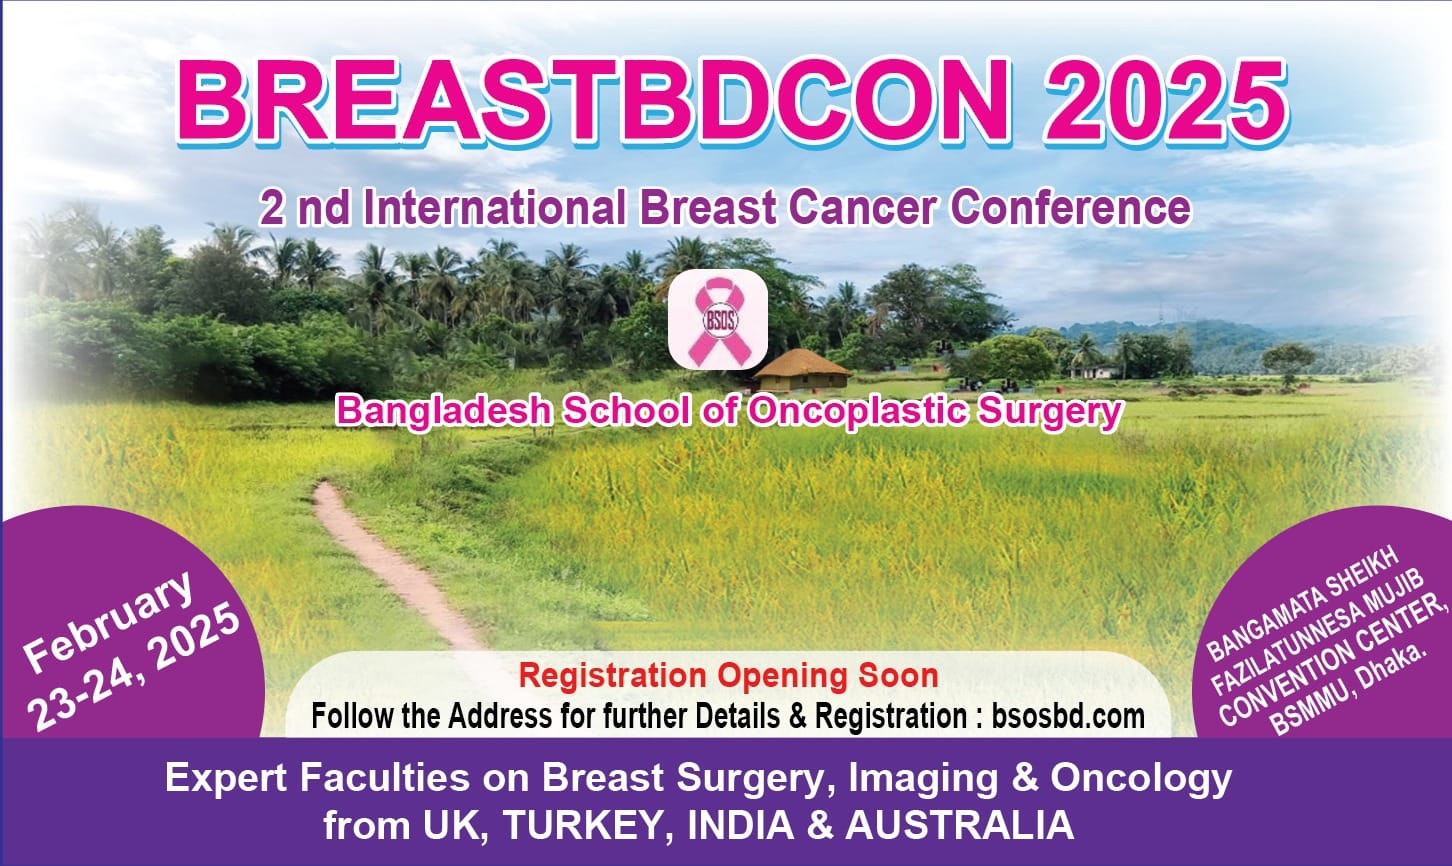 BREASTBDCON 2025
2 nd International Breast Cancer Conference
BSOS
Bangladesh School of Oncoplastic Surgery
February
23-24, 2025
BANGAMATA SHEIKH
FAZILATUNNESA MUJIB
CONVENTION CENTER,
BSMMU, Dhaka.
Registration Opening Soon
Follow the Address for further Details & Registration : bsosbd.com
Expert Faculties on Breast Surgery, Imaging & Oncology
from UK, TURKEY, INDIA & AUSTRALIA